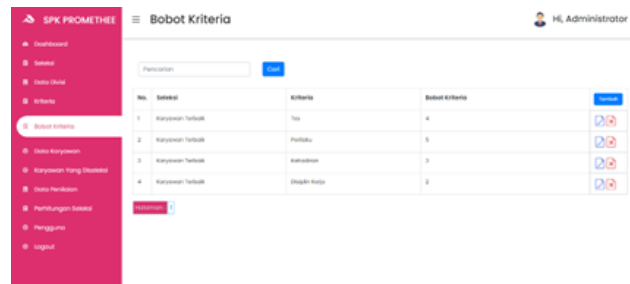 SPK PROMETHEE
Bobot Kriteria
Hi, Administrator
Dashboard
Seleksi
Data Divisi
Kriteria
Bobot Kriteria
Data Karyawan
Karyawan Yang Diseleksi
Data Penilaian
Perhitungan Seleksi
Pengguna
Logout
Pencarian
Cari
No. Seleksi Kriteria Bobot Kriteria Tambah
1 Karyawan Terbaik Tes 4
2 Karyawan Terbaik Perilaku 5
3 Karyawan Terbaik Kehadiran 3
4 Karyawan Terbaik Disiplin Kerja 2
Halaman 1